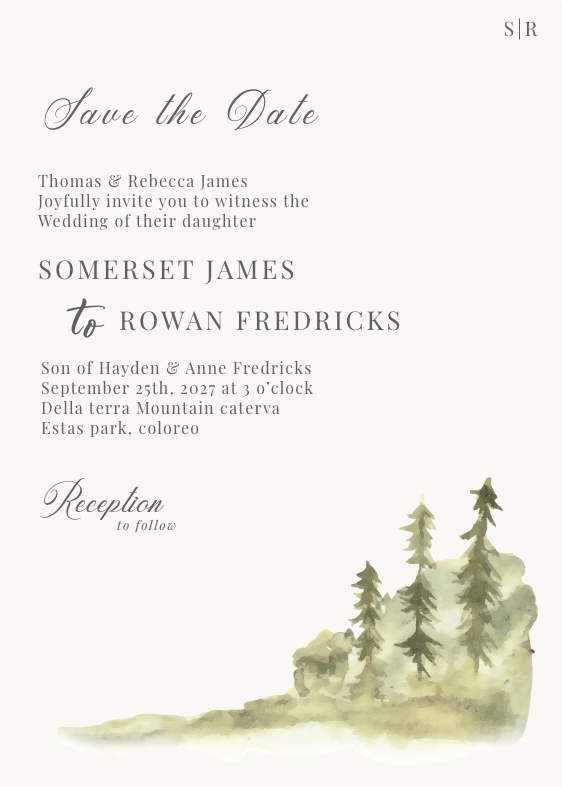 S|R
Save the Date
Thomas & Rebecca James
Joyfully invite you to witness the
Wedding of their daughter
SOMERSET JAMES
to ROWAN FREDRICKS
Son of Hayden & Anne Fredricks
September 25th, 2027 at 3 o’clock
Della terra Mountain caterva
Estas park, coloreo
Reception
to follow